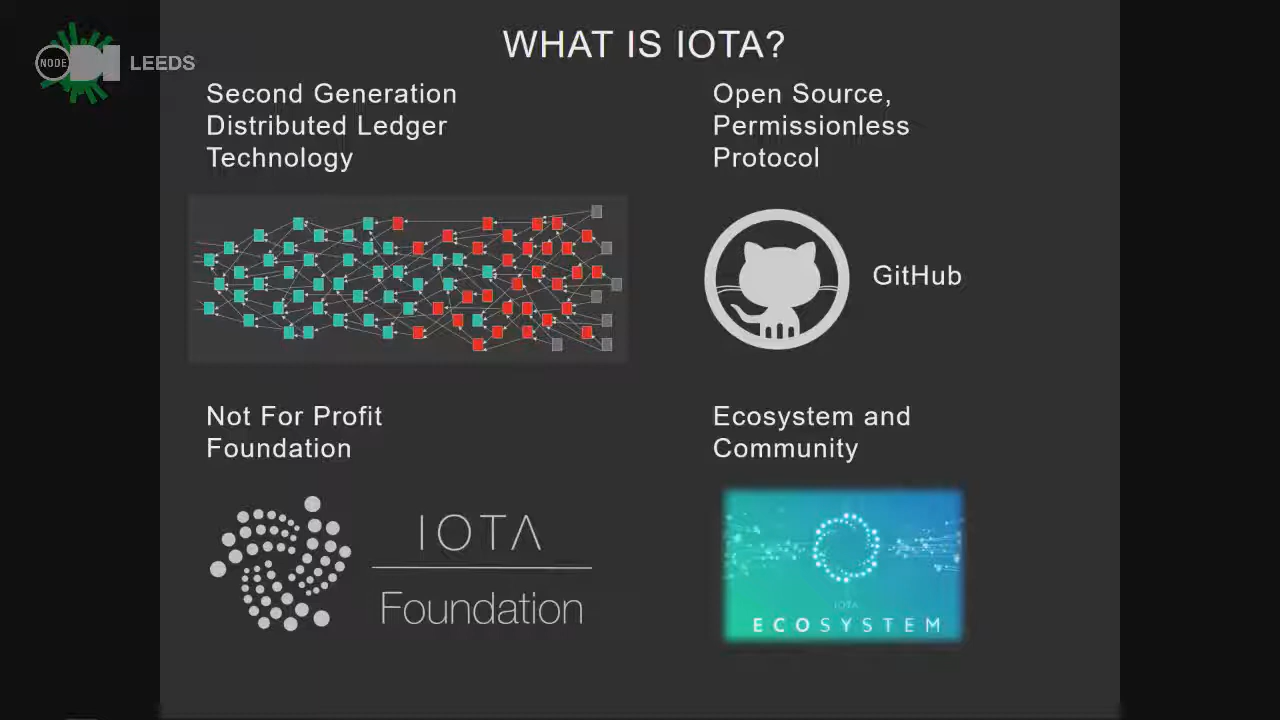 WHAT IS IOTA?
NODE
ODI LEEDS
Second Generation
Distributed Ledger
Technology
Open Source,
Permissionless
Protocol
GitHub
Not For Profit
Foundation
IOTA
Foundation
Ecosystem and
Community
IOTA
ECOSYSTEM